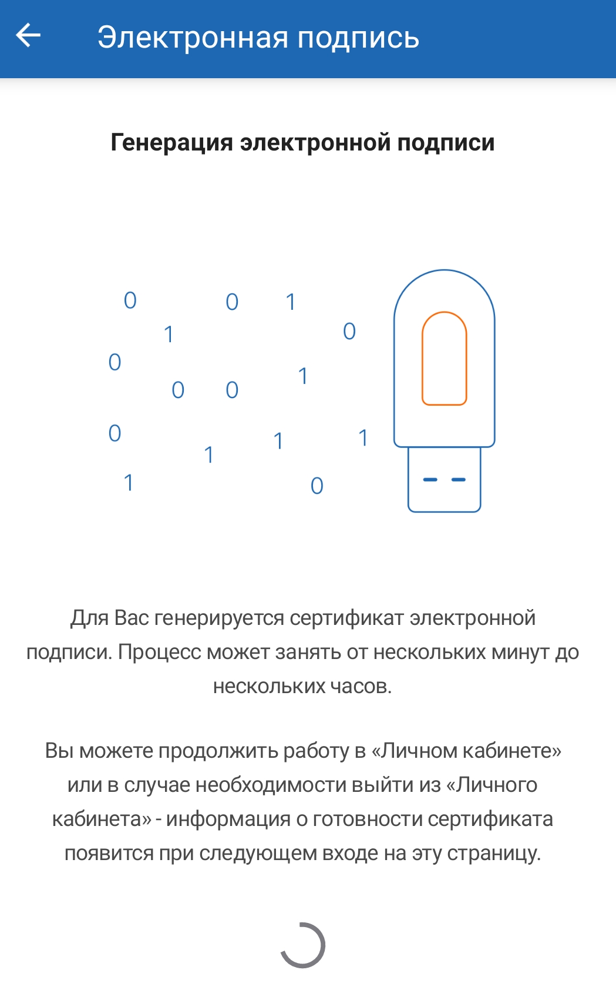 Электронная подпись
Генерация электронной подписи
0 0 1
1 0
0 1
0 0
0 1 1
1
1 0
Для Вас генерируется сертификат электронной
подписи. Процесс может занять от нескольких минут до
нескольких часов.
Вы можете продолжить работу в «Личном кабинете»
или в случае необходимости выйти из «Личного
кабинета» - информация о готовности сертификата
появится при следующем входе на эту страницу.